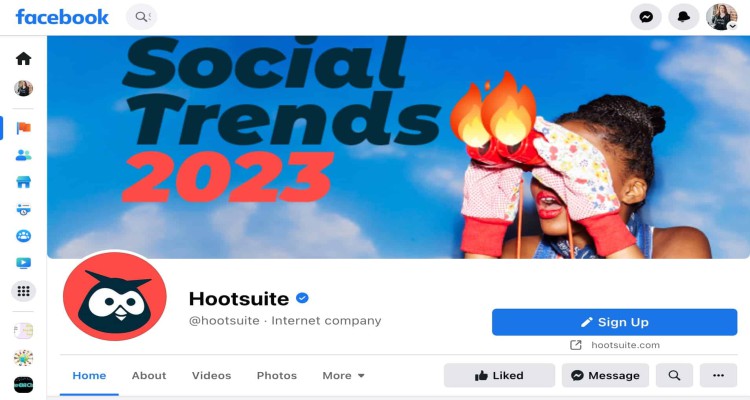 facebook
Social
Trends
2023
Hootsuite
@hootsuite · Internet company
Sign Up
hootsuite.com
Home
About
Videos
Photos
More
Liked
Message